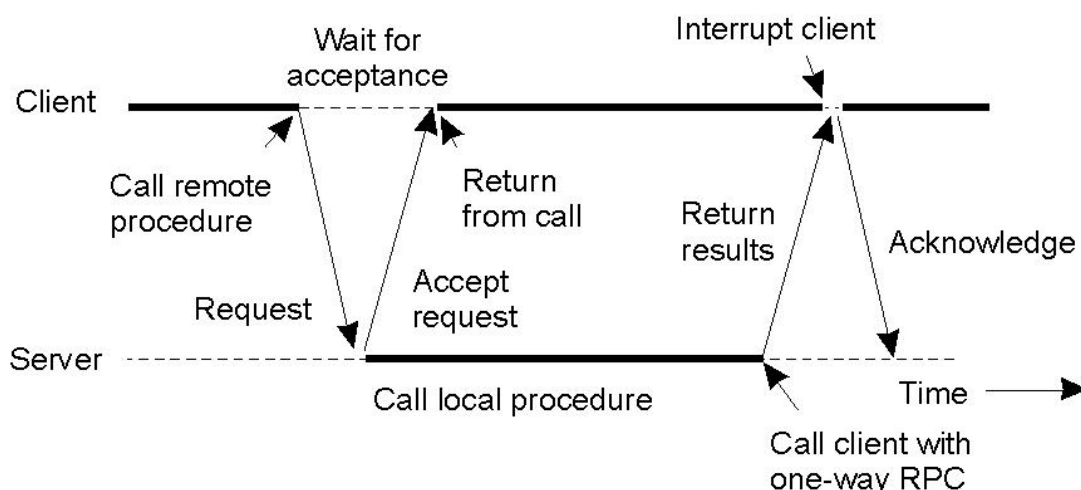 Interrupt client
Wait for
acceptance
Client
Call remote
procedure
Return
from call
Return
results
Acknowledge
Request
Accept
request
Server
Call local procedure
Time
Call client with
one-way RPC